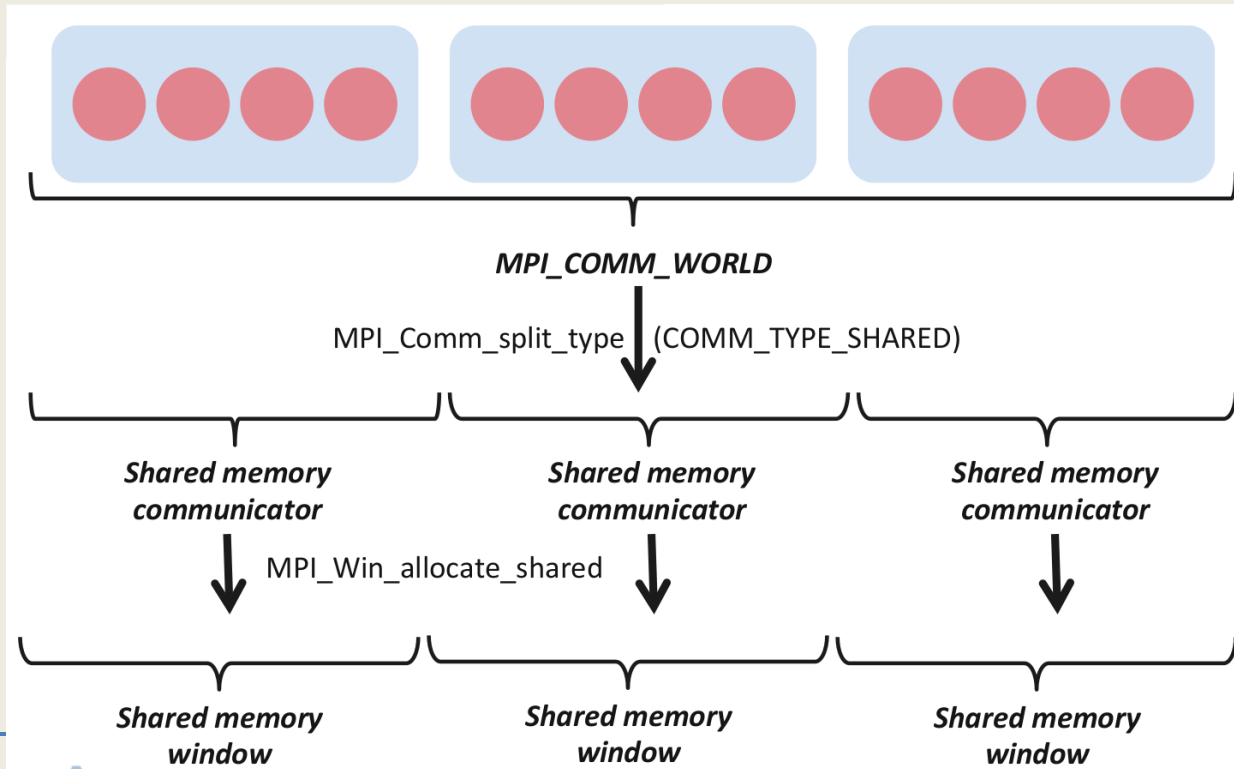 MPI_COMM_WORLD
MPI_Comm_split_type (COMM_TYPE_SHARED)
Shared memory
communicator
Shared memory
communicator
Shared memory
communicator
MPI_Win_allocate_shared
Shared memory
window
Shared memory
window
Shared memory
window